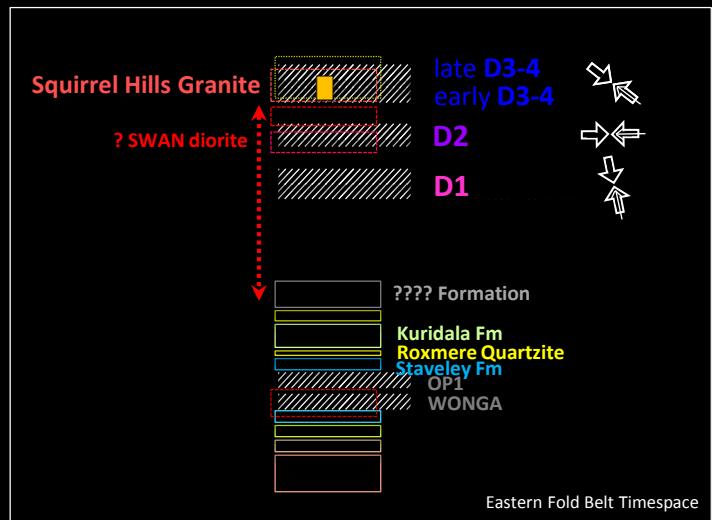 late D3-4
Squirrel Hills Granite
early D3-4
? SWAN diorite
D2
D1
???? Formation
Kuridala Fm
Roxmere Quartzite
Staveley Fm
OP1
WONGA
Eastern Fold Belt Timespace